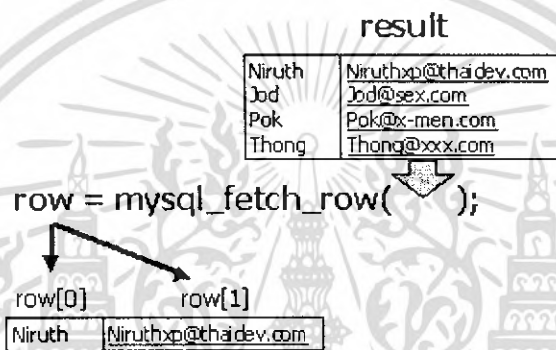 result
Niruth Niruthxp@thaidev.com
Jod Jod@sex.com
Pok Pok@x-men.com
Thong Thong@xxx.com
row = mysql_fetch_row( );
row[0] row[1]
Niruth Niruthxp@thaidev.com